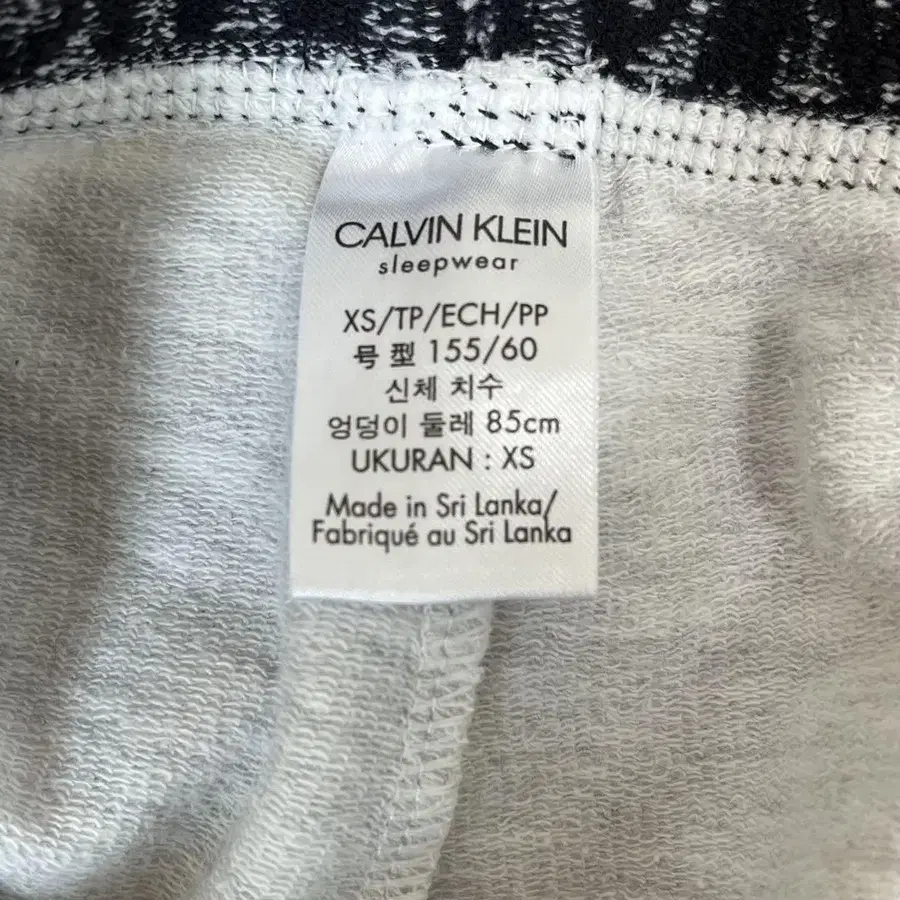 CALVIN KLEIN
sleepwear
XS/TP/ECH/PP
号型 155/60
신체 치수
엉덩이 둘레 85cm
UKURAN : XS
Made in Sri Lanka/
Fabriqué au Sri Lanka